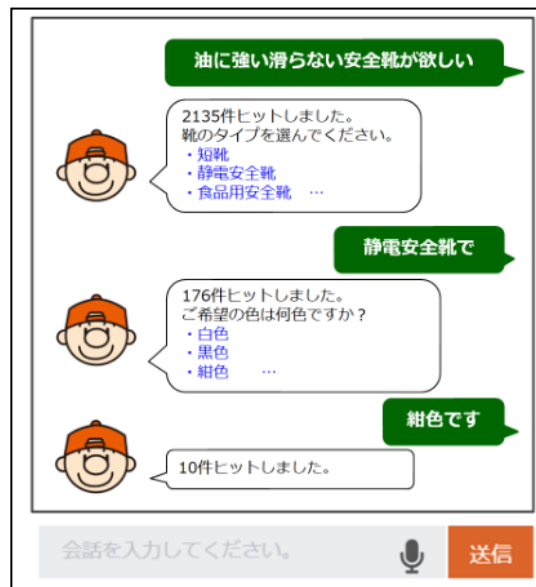 油に強い滑らない安全靴が欲しい
2135件ヒットしました。
靴のタイプを選んでください。
・短靴
・静電安全靴
・食品用安全靴 …
静電安全靴で
176件ヒットしました。
ご希望の色は何色ですか？
・白色
・黒色
・紺色 …
紺色です
10件ヒットしました。
会話を入力してください。
送信